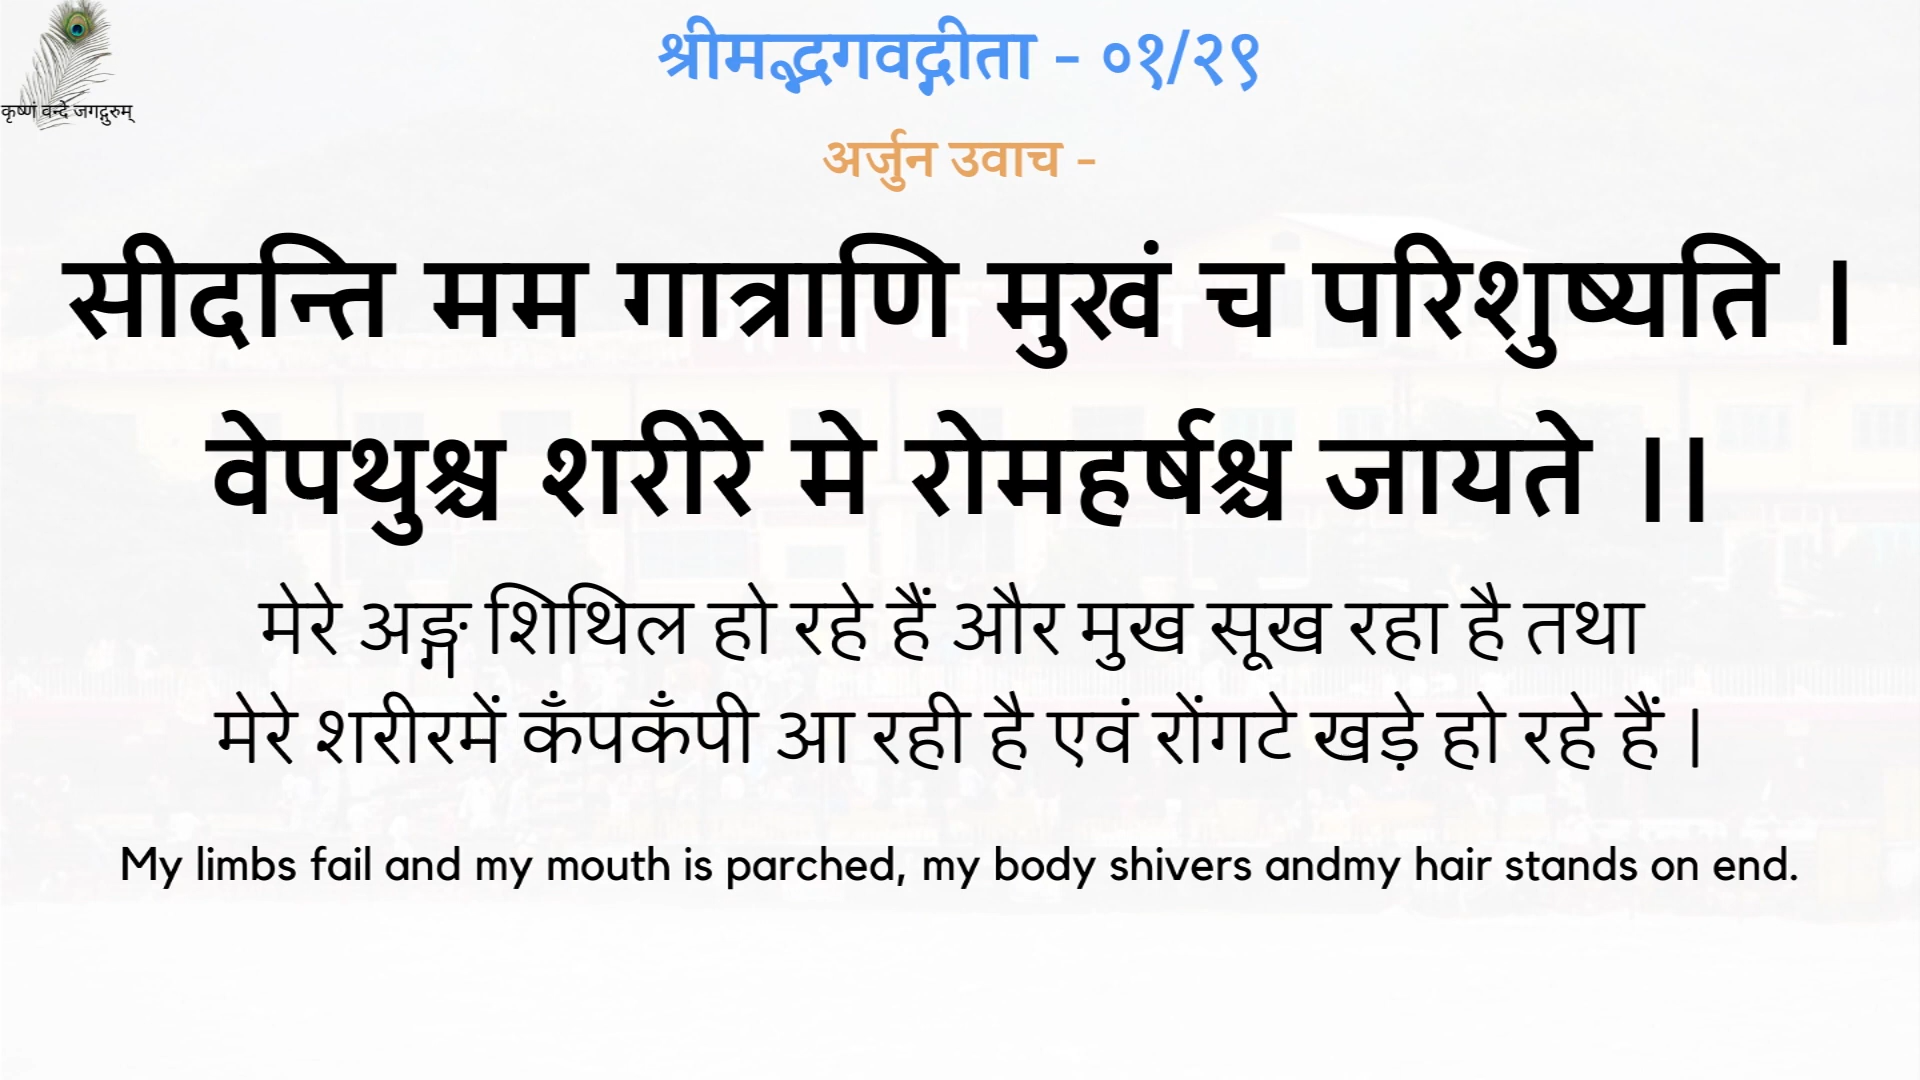 कृष्णं वन्दे जगद्गुरुम्
श्रीमद्भगवद्गीता - ०१/२९
अर्जुन उवाच -
सीदन्ति मम गात्राणि मुखं च परिशुष्यति ।
वेपथुश्च शरीरे मे रोमहर्षश्च जायते ।।
मेरे अङ्ग शिथिल हो रहे हैं और मुख सूख रहा है तथा
मेरे शरीरमें कँपकँपी आ रही है एवं रोंगटे खड़े हो रहे हैं ।
My limbs fail and my mouth is parched, my body shivers andmy hair stands on end.